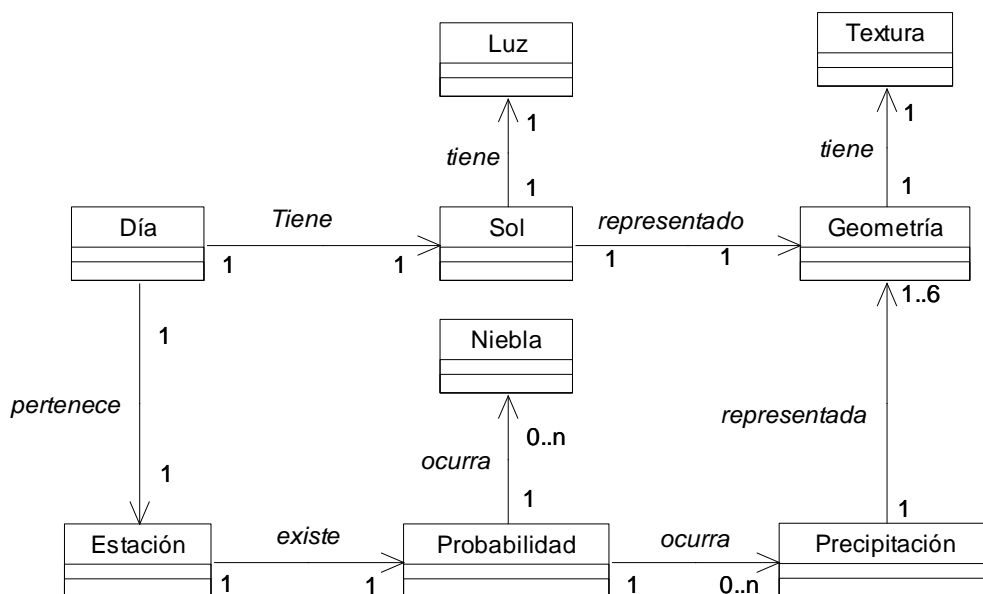 Luz
Textura
1
1
tiene
tiene
1
1
Día
Tiene
Sol
representado
Geometría
1
1
1
1
1..6
1
Niebla
pertenece
representada
0..n
ocurra
1
1
1
Estación
existe
Probabilidad
ocurra
Precipitación
1
1
1
0..n